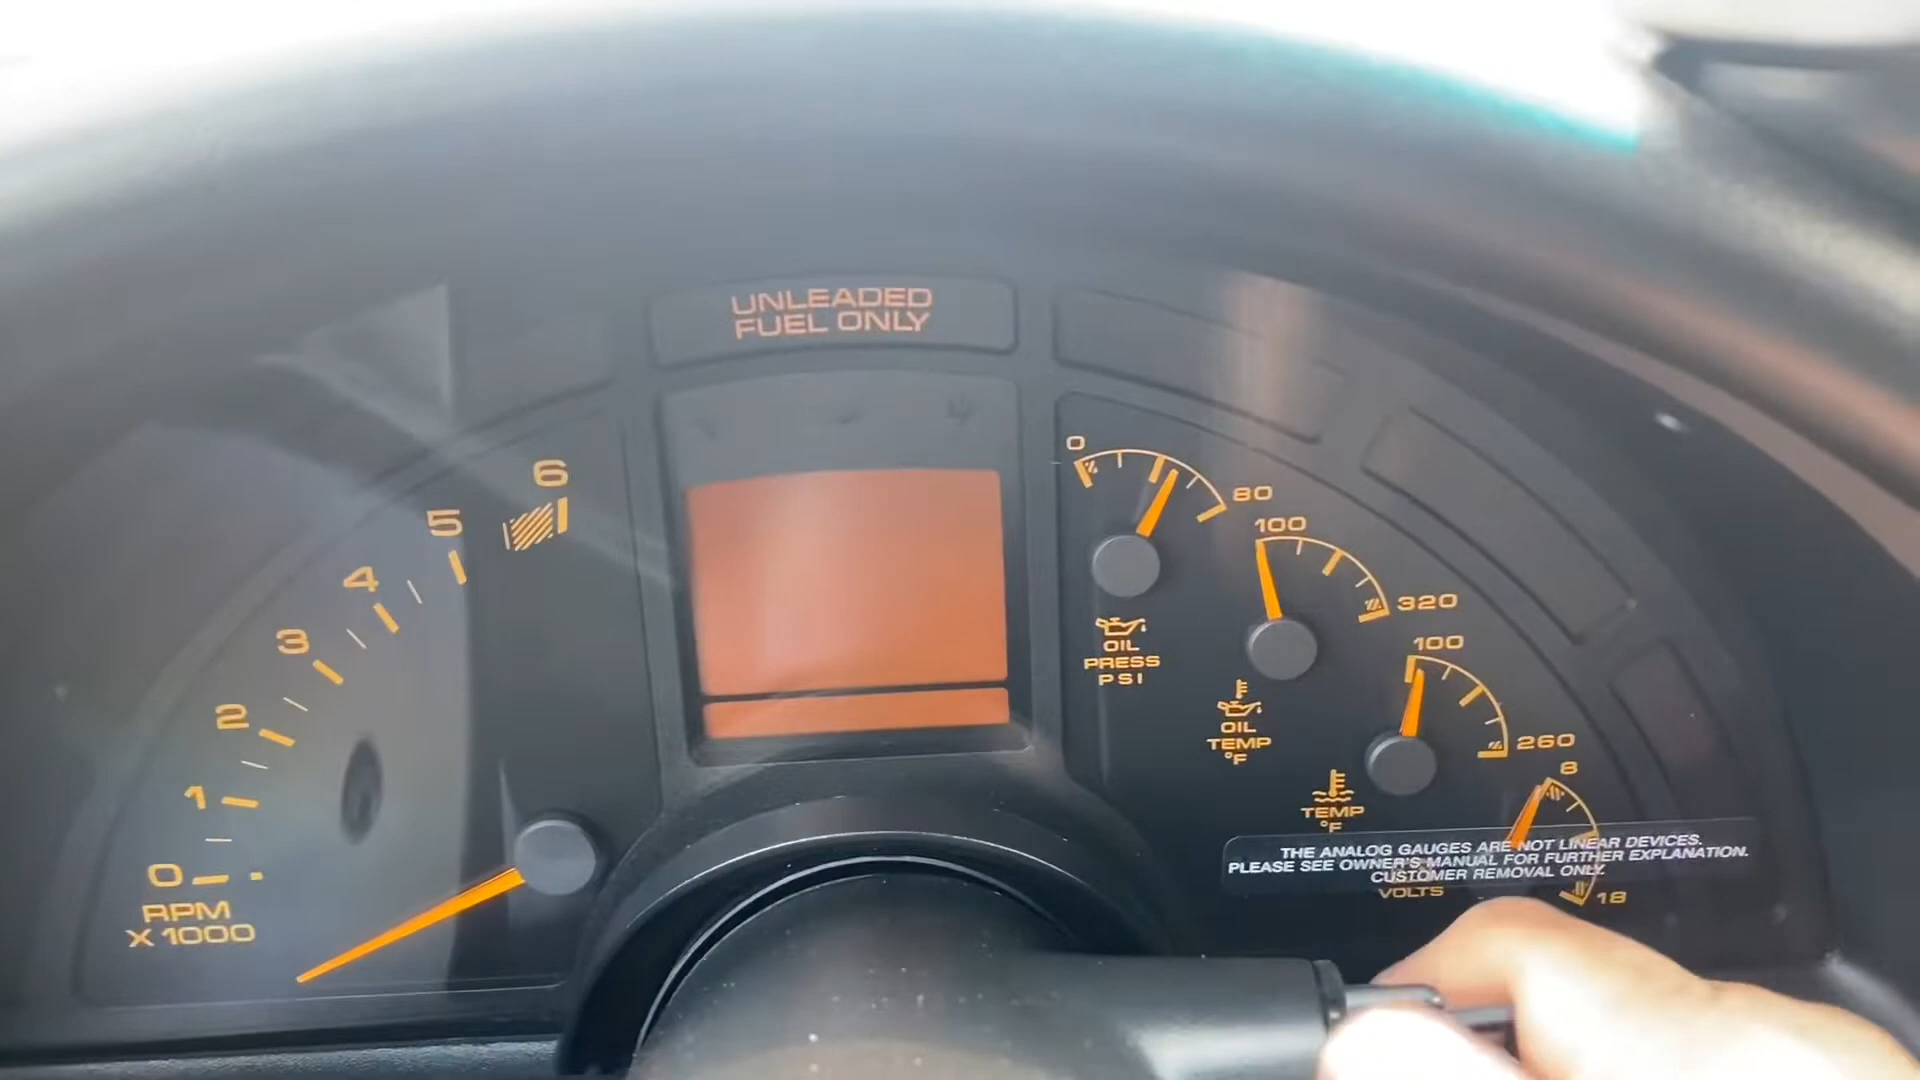 UNLEADED
FUEL ONLY
6
5
4
3
2
1
0
RPM
X 1000
0
80
OIL
PRESS
PSI
100
320
OIL
TEMP
°F
100
260
TEMP
°F
8
18
VOLTS
THE ANALOG GAUGES ARE NOT LINEAR DEVICES.
PLEASE SEE OWNER'S MANUAL FOR FURTHER EXPLANATION.
CUSTOMER REMOVAL ONLY.